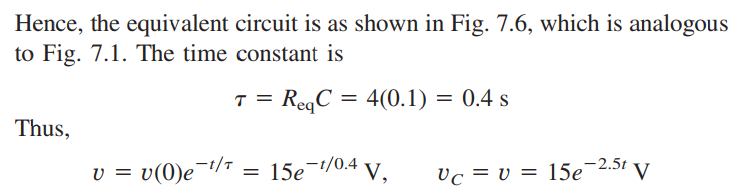 Hence, the equivalent circuit is as shown in Fig. 7.6, which is analogous
to Fig. 7.1. The time constant is
τ = R_eq C = 4(0.1) = 0.4 s
Thus,
v = v(0)e^{−t/τ} = 15e^{−t/0.4} V, v_C = v = 15e^{−2.5t} V